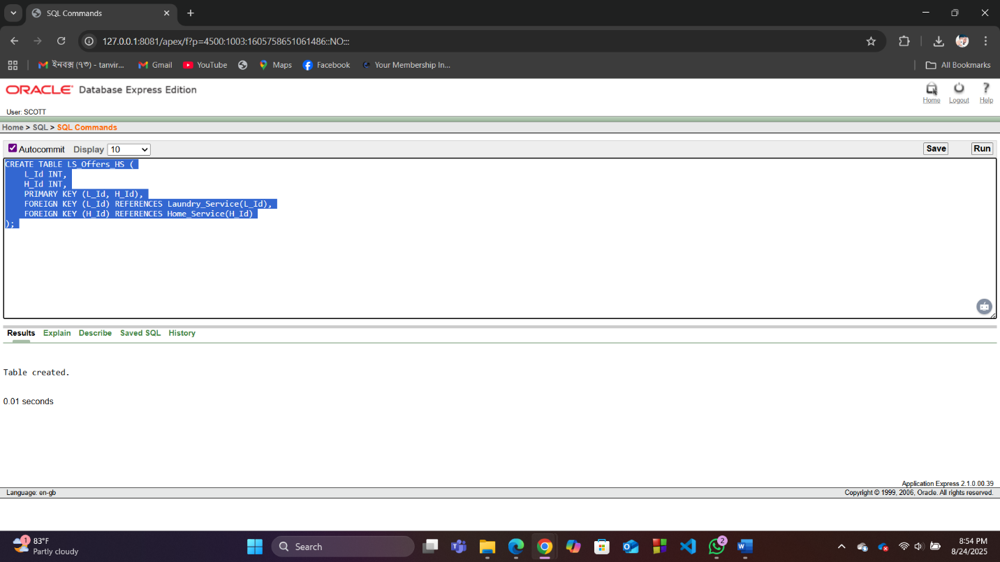 SQL Commands
127.0.0.1:8081/apex/f?p=4500:1003:1605758651061486::NO:::
ইনবক্স (৭৩) - tanvir...
Gmail
YouTube
Maps
Facebook
Your Membership In...
All Bookmarks
ORACLE Database Express Edition
Home Logout Help
User: SCOTT
Home > SQL > SQL Commands
Autocommit Display 10 Save Run
CREATE TABLE LS_Offers_HS (
L_Id INT,
H_Id INT,
PRIMARY KEY (L_Id, H_Id),
FOREIGN KEY (L_Id) REFERENCES Laundry_Service(L_Id),
FOREIGN KEY (H_Id) REFERENCES Home_Service(H_Id)
);
Results Explain Describe Saved SQL History
Table created.
0.01 seconds
Application Express 2.1.0.00.39
Language: en-gb Copyright © 1999, 2006, Oracle. All rights reserved.
1
83°F
Partly cloudy
Search
2
8:54 PM
8/24/2025